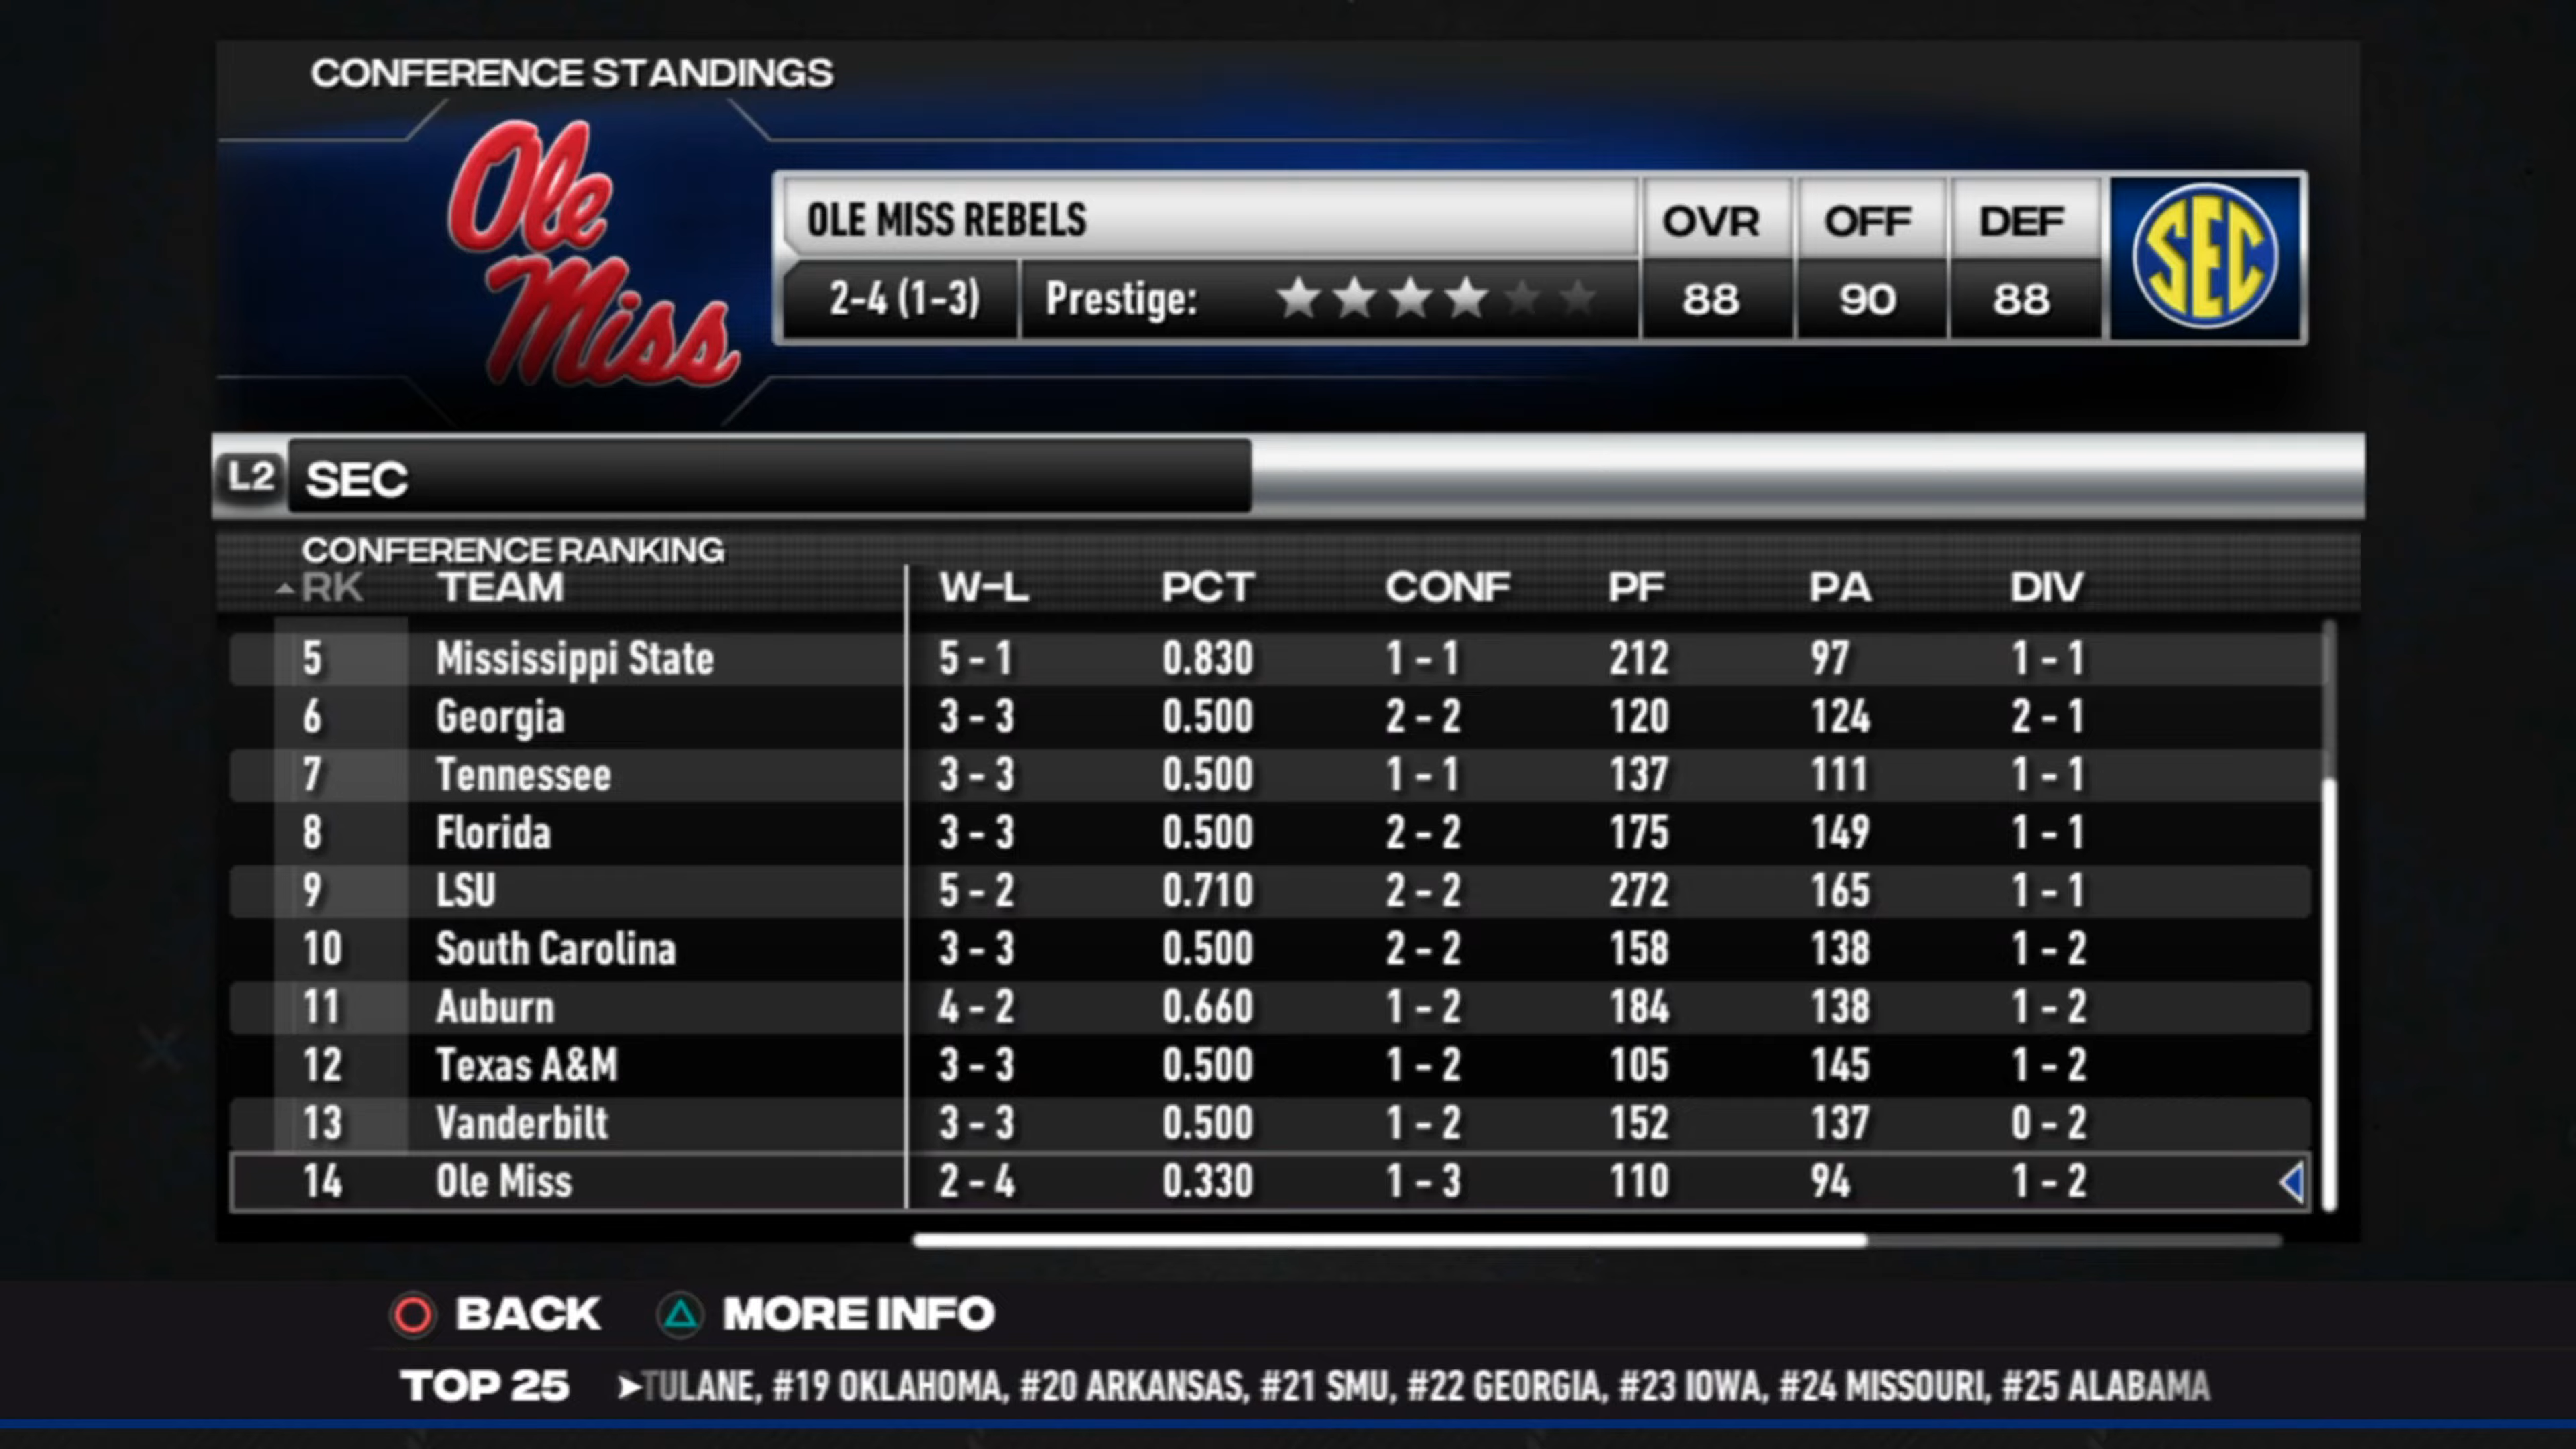 CONFERENCE STANDINGS
Ole
Miss
OLE MISS REBELS OVR OFF DEF SEC
2-4 (1-3) Prestige: 88 90 88
L2 SEC
CONFERENCE RANKING
RK TEAM W-L PCT CONF PF PA DIV
5 Mississippi State 5 - 1 0.830 1 - 1 212 97 1 - 1
6 Georgia 3 - 3 0.500 2 - 2 120 124 2 - 1
7 Tennessee 3 - 3 0.500 1 - 1 137 111 1 - 1
8 Florida 3 - 3 0.500 2 - 2 175 149 1 - 1
9 LSU 5 - 2 0.710 2 - 2 272 165 1 - 1
10 South Carolina 3 - 3 0.500 2 - 2 158 138 1 - 2
11 Auburn 4 - 2 0.660 1 - 2 184 138 1 - 2
12 Texas A&M 3 - 3 0.500 1 - 2 105 145 1 - 2
13 Vanderbilt 3 - 3 0.500 1 - 2 152 137 0 - 2
14 Ole Miss 2 - 4 0.330 1 - 3 110 94 1 - 2
BACK MORE INFO
TOP 25 TULANE, #19 OKLAHOMA, #20 ARKANSAS, #21 SMU, #22 GEORGIA, #23 IOWA, #24 MISSOURI, #25 ALABAMA